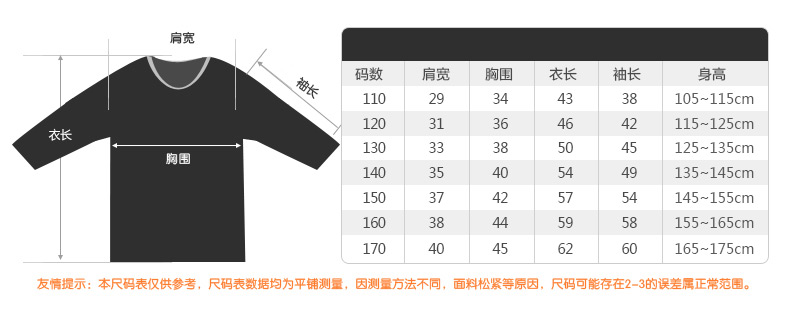 肩宽
袖长
衣长
胸围
码数 肩宽 胸围 衣长 袖长 身高
110 29 34 43 38 105~115cm
120 31 36 46 42 115~125cm
130 33 38 50 45 125~135cm
140 35 40 54 49 135~145cm
150 37 42 57 54 145~155cm
160 38 44 59 58 155~165cm
170 40 45 62 60 165~175cm
友情提示：本尺码表仅供参考，尺码表数据均为平铺测量，因测量方法不同，面料松紧等原因，尺码可能存在2-3的误差属正常范围。